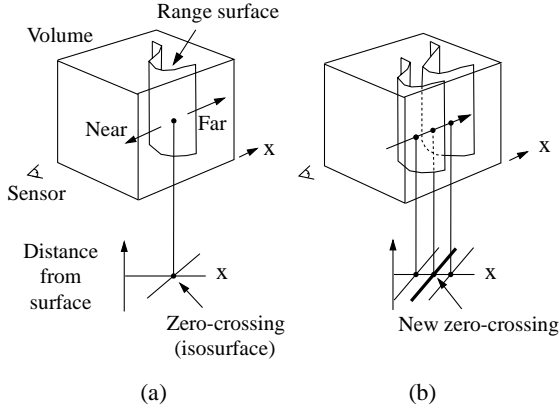 Range surface
Volume
Near
Far
x
Sensor
Distance
from
surface
x
Zero-crossing
(isosurface)
(a)
x
x
New zero-crossing
(b)